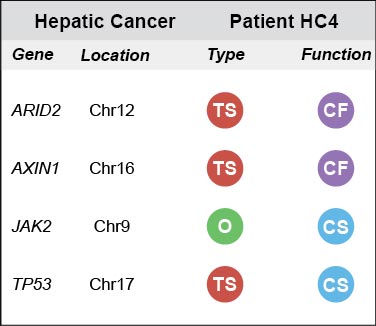 Hepatic Cancer Patient HC4
Gene Location Type Function
ARID2 Chr12 TS CF
AXIN1 Chr16 TS CF
JAK2 Chr9 O CS
TP53 Chr17 TS CS